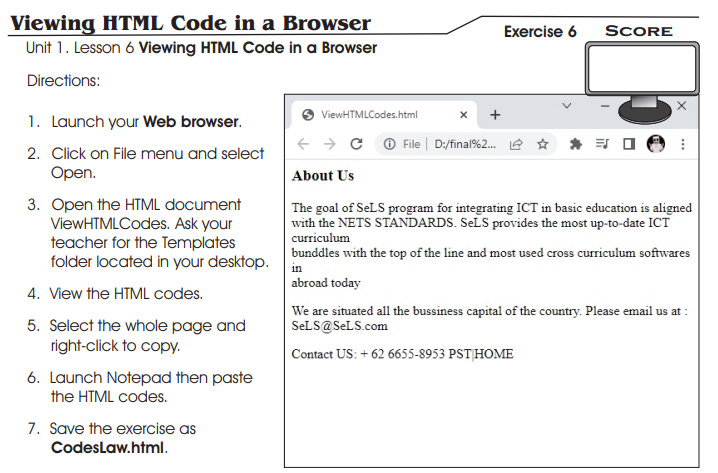 Viewing HTML Code in a Browser
Exercise 6
SCORE
Unit 1. Lesson 6 Viewing HTML Code in a Browser
Directions:
1. Launch your Web browser.
2. Click on File menu and select
Open.
3. Open the HTML document
ViewHTMLCodes. Ask your
teacher for the Templates
folder located in your desktop.
4. View the HTML codes.
5. Select the whole page and
right-click to copy.
6. Launch Notepad then paste
the HTML codes.
7. Save the exercise as
CodesLaw.html.
ViewHTMLCodes.html
File | D:/final%2...
About Us
The goal of SeLS program for integrating ICT in basic education is aligned
with the NETS STANDARDS. SeLS provides the most up-to-date ICT
curriculum
bunddles with the top of the line and most used cross curriculum softwares
in
abroad today
We are situated all the bussiness capital of the country. Please email us at :
SeLS@SeLS.com
Contact US: + 62 6655-8953 PST|HOME